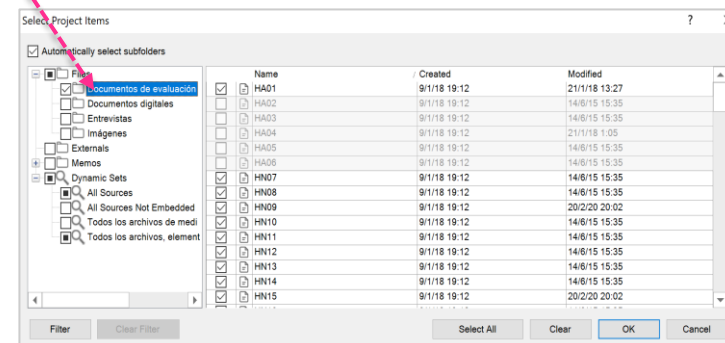 Select Project Items ?
Automatically select subfolders
Files
Documentos de evaluación
Documentos digitales
Entrevistas
Imágenes
Externals
Memos
Dynamic Sets
All Sources
All Sources Not Embedded
Todos los archivos de medi
Todos los archivos, element
Name / Created Modified
HA01 9/1/18 19:12 21/1/18 13:27
HA02 9/1/18 19:12 14/6/15 15:35
HA03 9/1/18 19:12 14/6/15 15:35
HA04 9/1/18 19:12 21/1/18 1:05
HA05 9/1/18 19:12 14/6/15 15:35
HA06 9/1/18 19:12 14/6/15 15:35
HN07 9/1/18 19:12 14/6/15 15:35
HN08 9/1/18 19:12 14/6/15 15:35
HN09 9/1/18 19:12 20/2/20 20:02
HN10 9/1/18 19:12 14/6/15 15:35
HN11 9/1/18 19:12 14/6/15 15:35
HN12 9/1/18 19:12 14/6/15 15:35
HN13 9/1/18 19:12 14/6/15 15:35
HN14 9/1/18 19:12 14/6/15 15:35
HN15 9/1/18 19:12 20/2/20 20:02
Filter Clear Filter Select All Clear OK Cancel